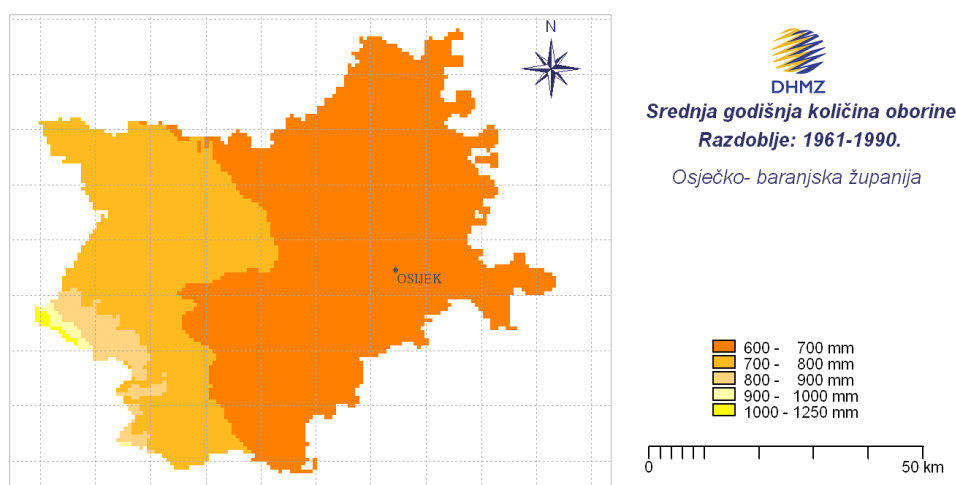 N
DHMZ
Srednja godišnja količina oborine
Razdoblje: 1961-1990.
Osječko- baranjska županija
OSIJEK
600 - 700 mm
700 - 800 mm
800 - 900 mm
900 - 1000 mm
1000 - 1250 mm
0 50 km